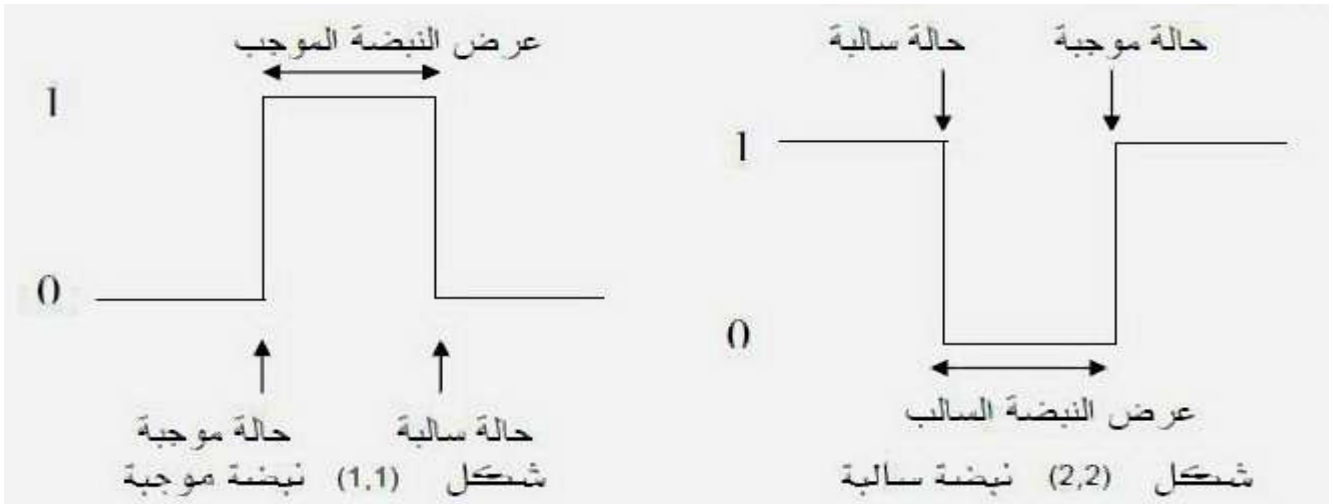 عرض النبضة الموجب
1
0
حالة موجبة
حالة سالبة
شكل (1,1) نبضة موجبة
حالة سالبة
حالة موجبة
1
0
عرض النبضة السالب
شكل (2,2) نبضة سالبة